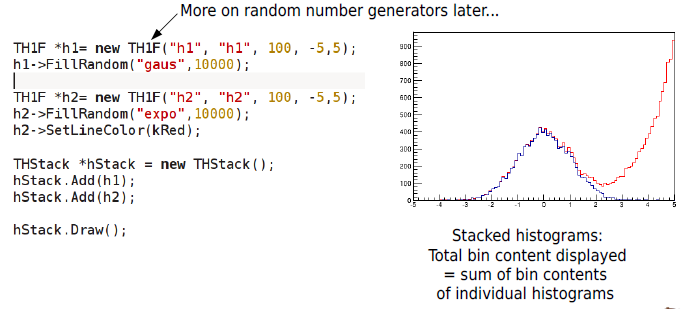 More on random number generators later...
TH1F *h1= new TH1F("h1", "h1", 100, -5,5);
h1->FillRandom("gaus",10000);
TH1F *h2= new TH1F("h2", "h2", 100, -5,5);
h2->FillRandom("expo",10000);
h2->SetLineColor(kRed);
THStack *hStack = new THStack();
hStack.Add(h1);
hStack.Add(h2);
hStack.Draw();
900
800
700
600
500
400
300
200
100
0
-5 -4 -3 -2 -1 0 1 2 3 4 5
Stacked histograms:
Total bin content displayed
= sum of bin contents
of individual histograms